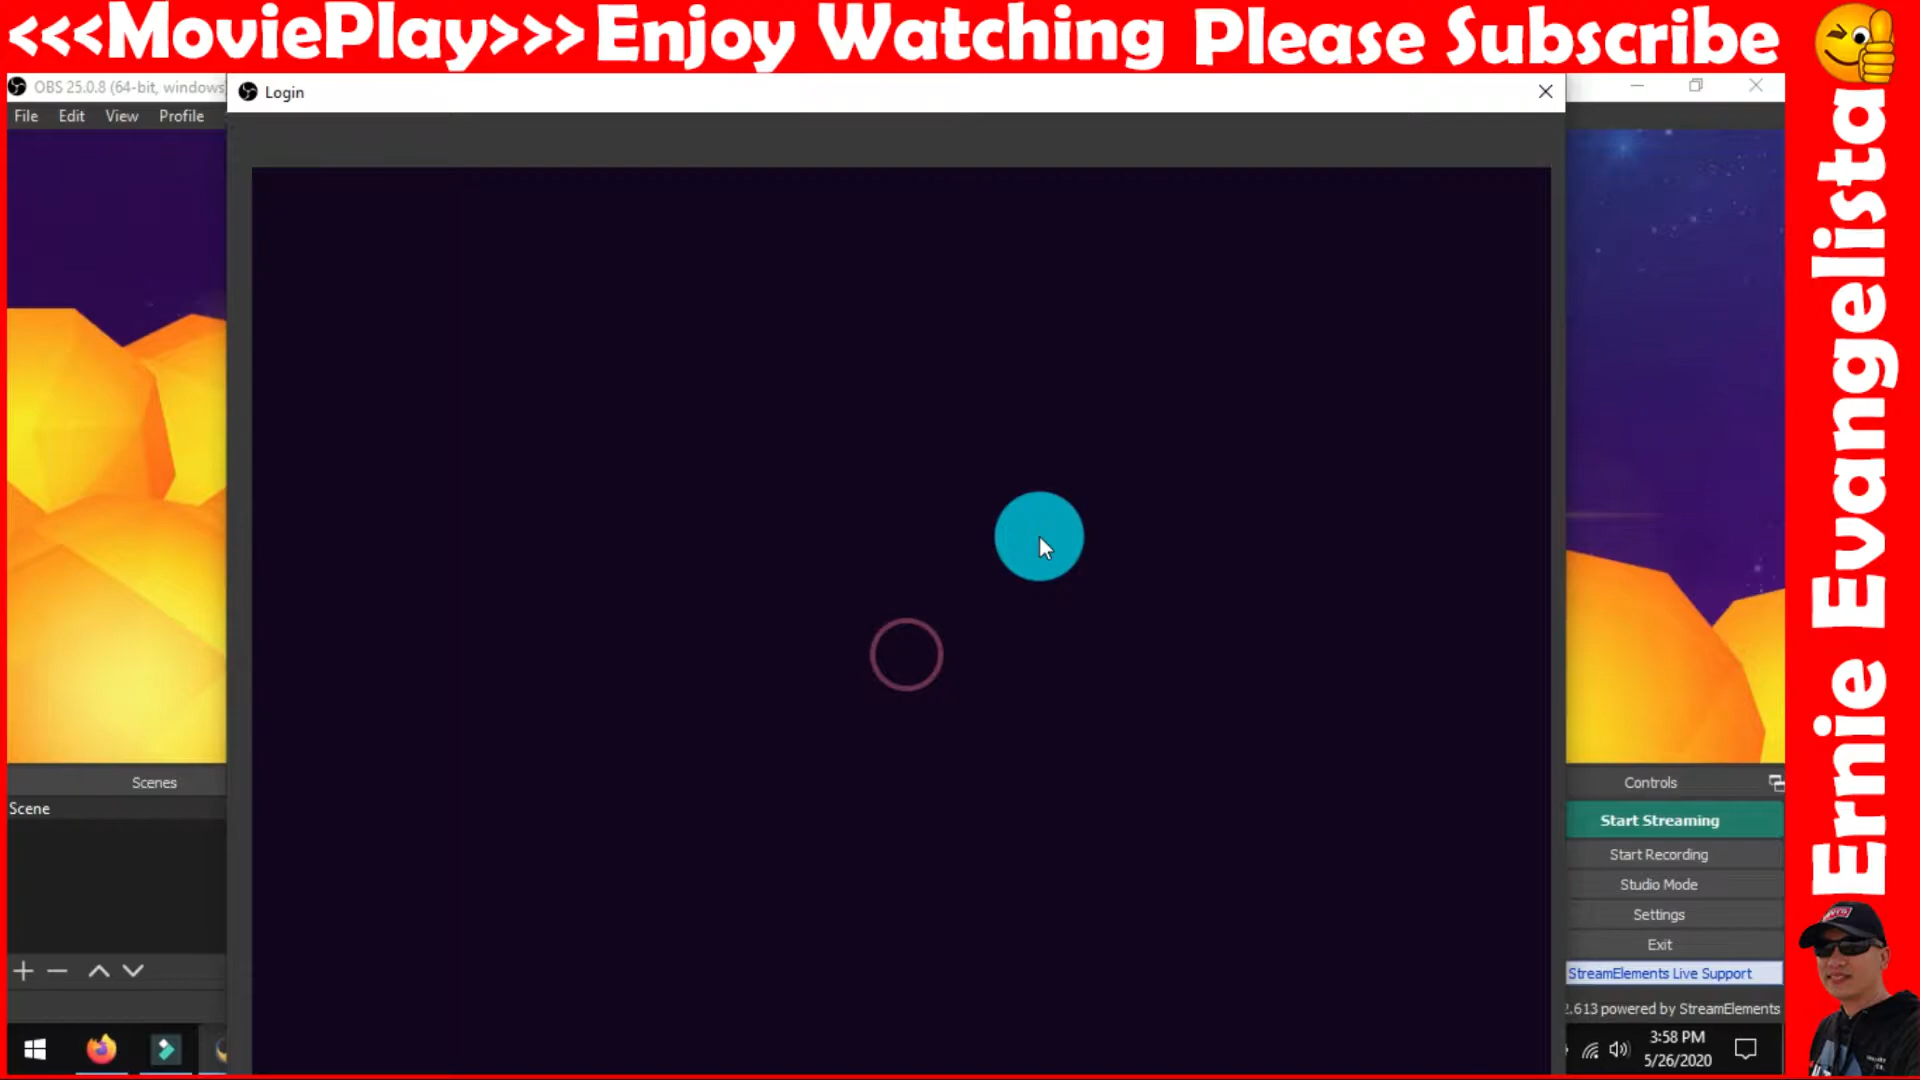 <<<MoviePlay>>> Enjoy Watching Please Subscribe
Ernie Evangelista
OBS 25.0.8 (64-bit, windows
Login
File Edit View Profile
Scenes
Scene
Controls
Start Streaming
Start Recording
Studio Mode
Settings
Exit
StreamElements Live Support
.613 powered by StreamElements
3:58 PM
5/26/2020